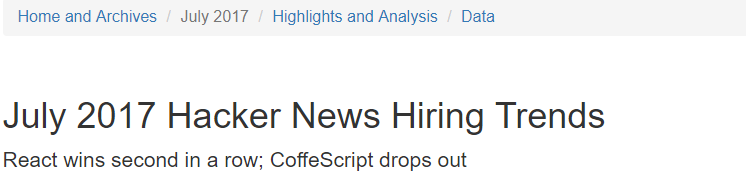 Home and Archives / July 2017 / Highlights and Analysis / Data
July 2017 Hacker News Hiring Trends
React wins second in a row; CoffeScript drops out